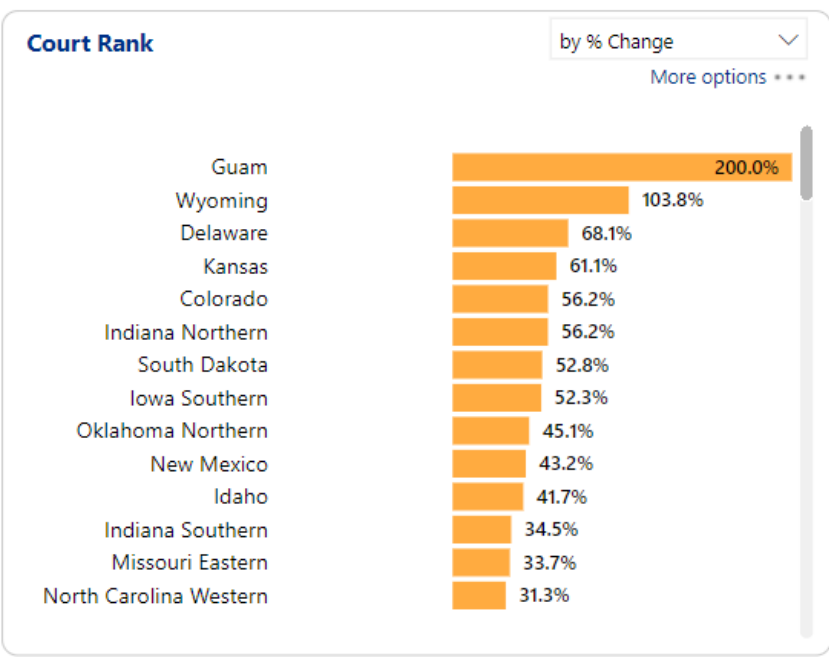 Court Rank
by % Change
More options
Guam 200.0%
Wyoming 103.8%
Delaware 68.1%
Kansas 61.1%
Colorado 56.2%
Indiana Northern 56.2%
South Dakota 52.8%
Iowa Southern 52.3%
Oklahoma Northern 45.1%
New Mexico 43.2%
Idaho 41.7%
Indiana Southern 34.5%
Missouri Eastern 33.7%
North Carolina Western 31.3%